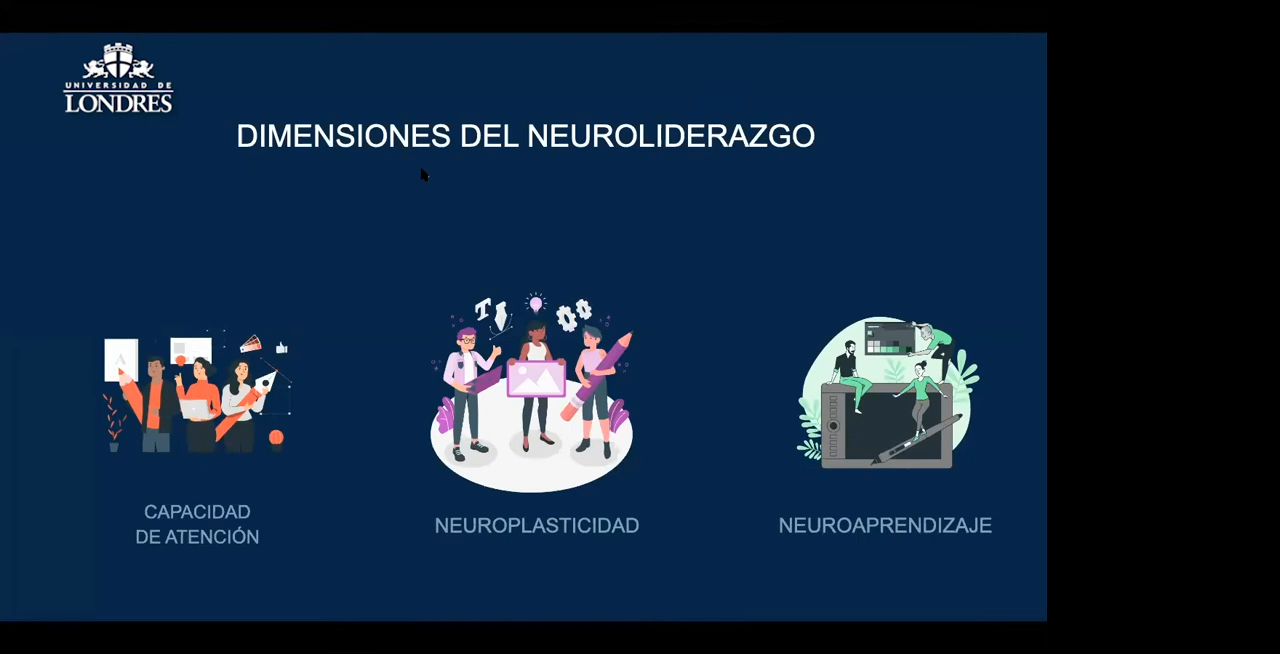 UNIVERSIDAD DE
LONDRES
DIMENSIONES DEL NEUROLIDERAZGO
A
T
CAPACIDAD
DE ATENCIÓN
NEUROPLASTICIDAD
NEUROAPRENDIZAJE